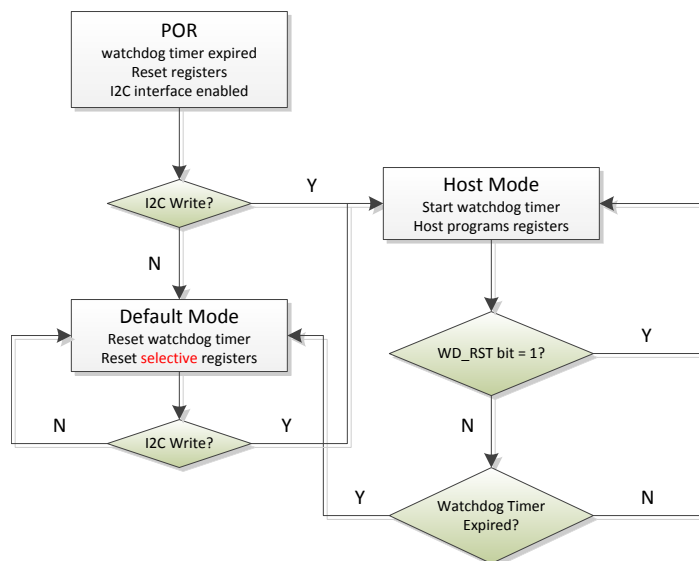 POR
watchdog timer expired
Reset registers
I2C interface enabled
I2C Write?
Y
N
Host Mode
Start watchdog timer
Host programs registers
Default Mode
Reset watchdog timer
Reset selective registers
WD_RST bit = 1?
Y
N
I2C Write?
N
Y
Watchdog Timer
Expired?
Y
N